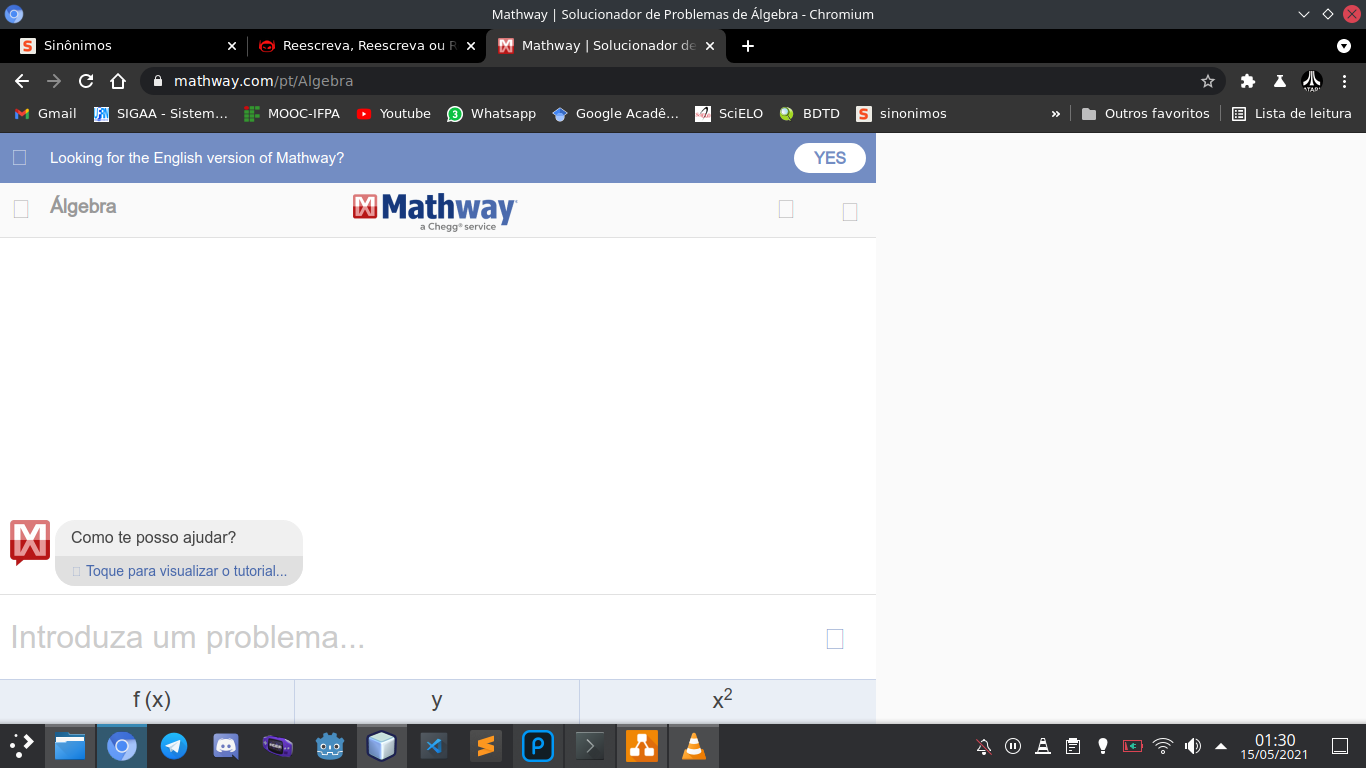 Mathway | Solucionador de Problemas de Álgebra - Chromium
Sinônimos
Reescreva, Reescreva ou R
Mathway | Solucionador de
mathway.com/pt/Algebra
Gmail
SIGAA - Sistem...
MOOC-IFPA
Youtube
3
Whatsapp
Google Acadê...
SciELO
BDTD
S
sinonimos
»
Outros favoritos
Lista de leitura
Looking for the English version of Mathway?
YES
Álgebra
Mathway
a Chegg® service
Como te posso ajudar?
Toque para visualizar o tutorial...
Introduza um problema...
f (x)
y
x²
01:30
15/05/2021